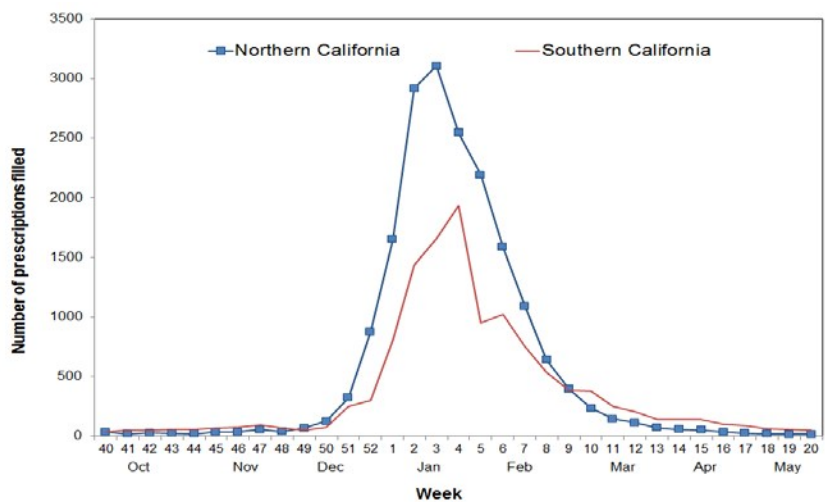 3500
Northern California Southern California
3000
2500
2000
1500
1000
500
0
Number of prescriptions filled
40 41 42 43 44 45 46 47 48 49 50 51 52 1 2 3 4 5 6 7 8 9 10 11 12 13 14 15 16 17 18 19 20
Oct Nov Dec Jan Feb Mar Apr May
Week